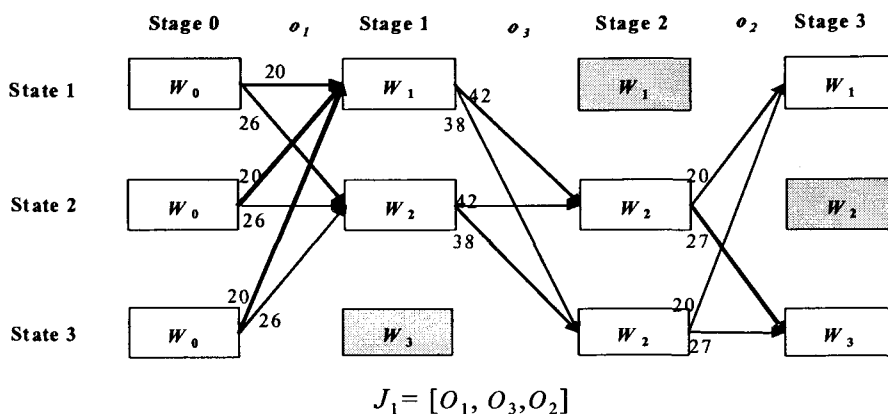 Stage 0 o₁ Stage 1 o₃ Stage 2 o₂ Stage 3
State 1 W₀ 20 W₁ 42 W₁ W₁
26 38
State 2 W₀ 20 W₂ 42 W₂ 20 W₂
26 38 27
State 3 W₀ 20 W₃ W₂ 20 W₃
26 27
J₁= [O₁, O₃,O₂]